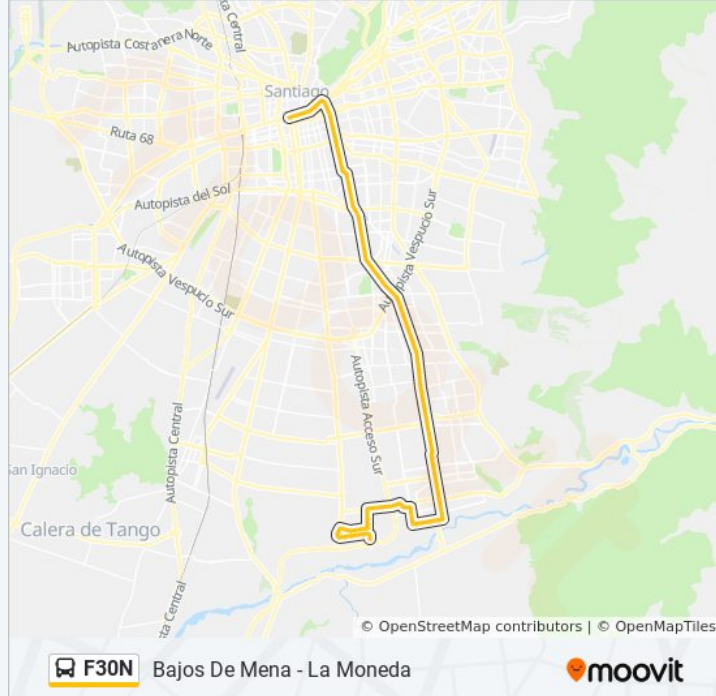 Autopista Costanera Norte
Autopista Central
Santiago
Ruta 68
Autopista del Sol
Autopista Vespucio Sur
Autopista Vespucio Sur
Autopista Acceso Sur
Autopista Central
San Ignacio
Calera de Tango
Central
© OpenStreetMap contributors | © OpenMapTiles
F30N Bajos De Mena - La Moneda
moovit